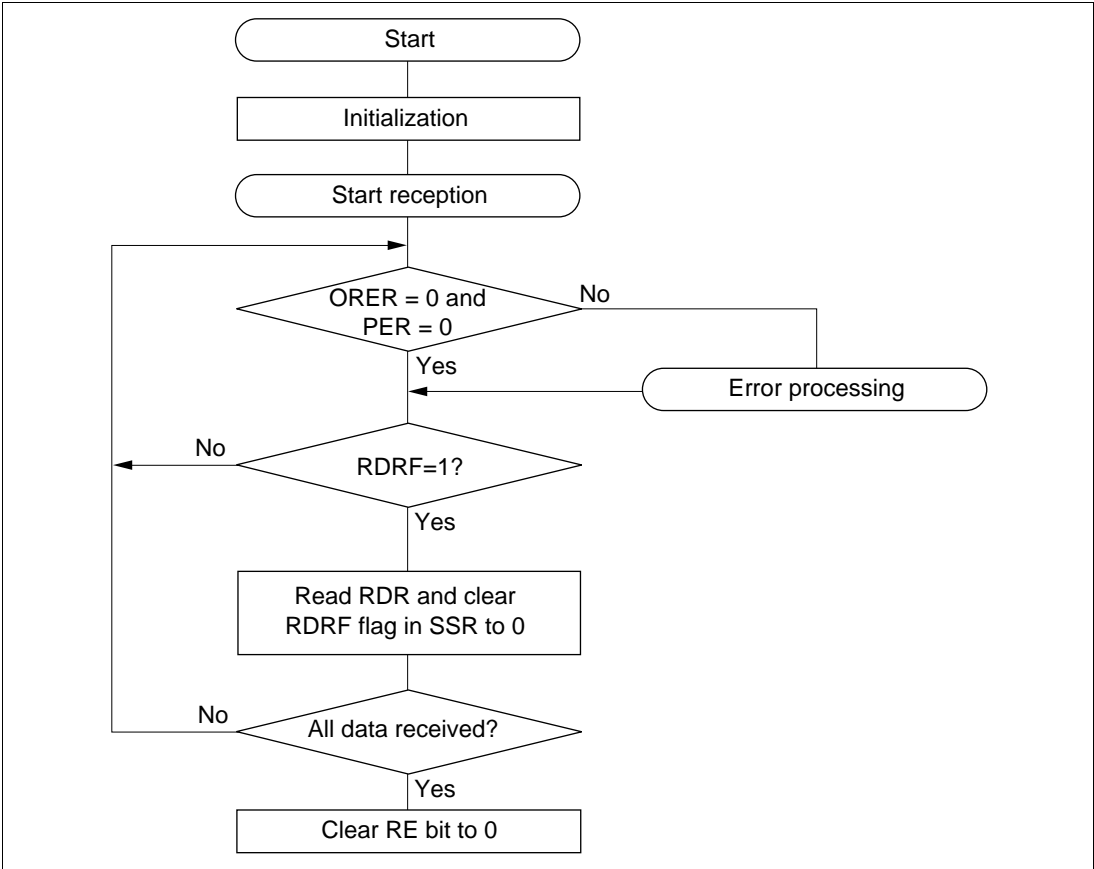 Start
Initialization
Start reception
ORER = 0 and
PER = 0
No
Yes
Error processing
No
RDRF=1?
Yes
Read RDR and clear
RDRF flag in SSR to 0
No
All data received?
Yes
Clear RE bit to 0